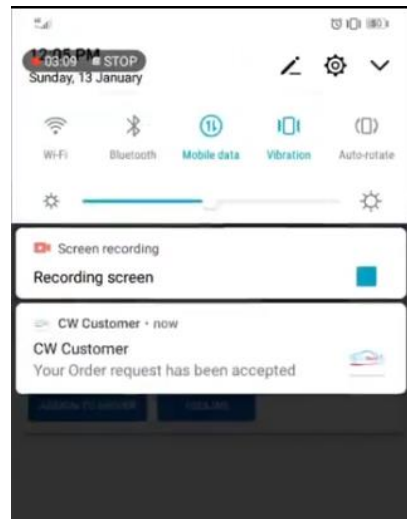 12:05 PM
03:09 STOP
Sunday, 13 January
Wi-Fi
Bluetooth
Mobile data
Vibration
Auto-rotate
Screen recording
Recording screen
CW Customer • now
CW Customer
Your Order request has been accepted